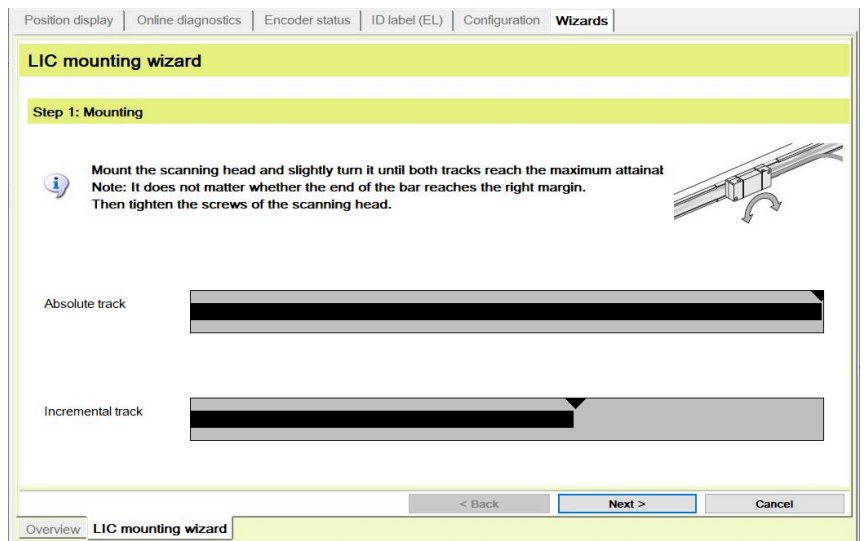 Position display
Online diagnostics
Encoder status
ID label (EL)
Configuration
Wizards
LIC mounting wizard
Step 1: Mounting
Mount the scanning head and slightly turn it until both tracks reach the maximum
Note: It does not matter whether the end of the bar reaches the right margin.
Then tighten the screws of the scanning head.
Absolute track
Incremental track
< Back
Next >
Cancel
Overview
LIC mounting wizard